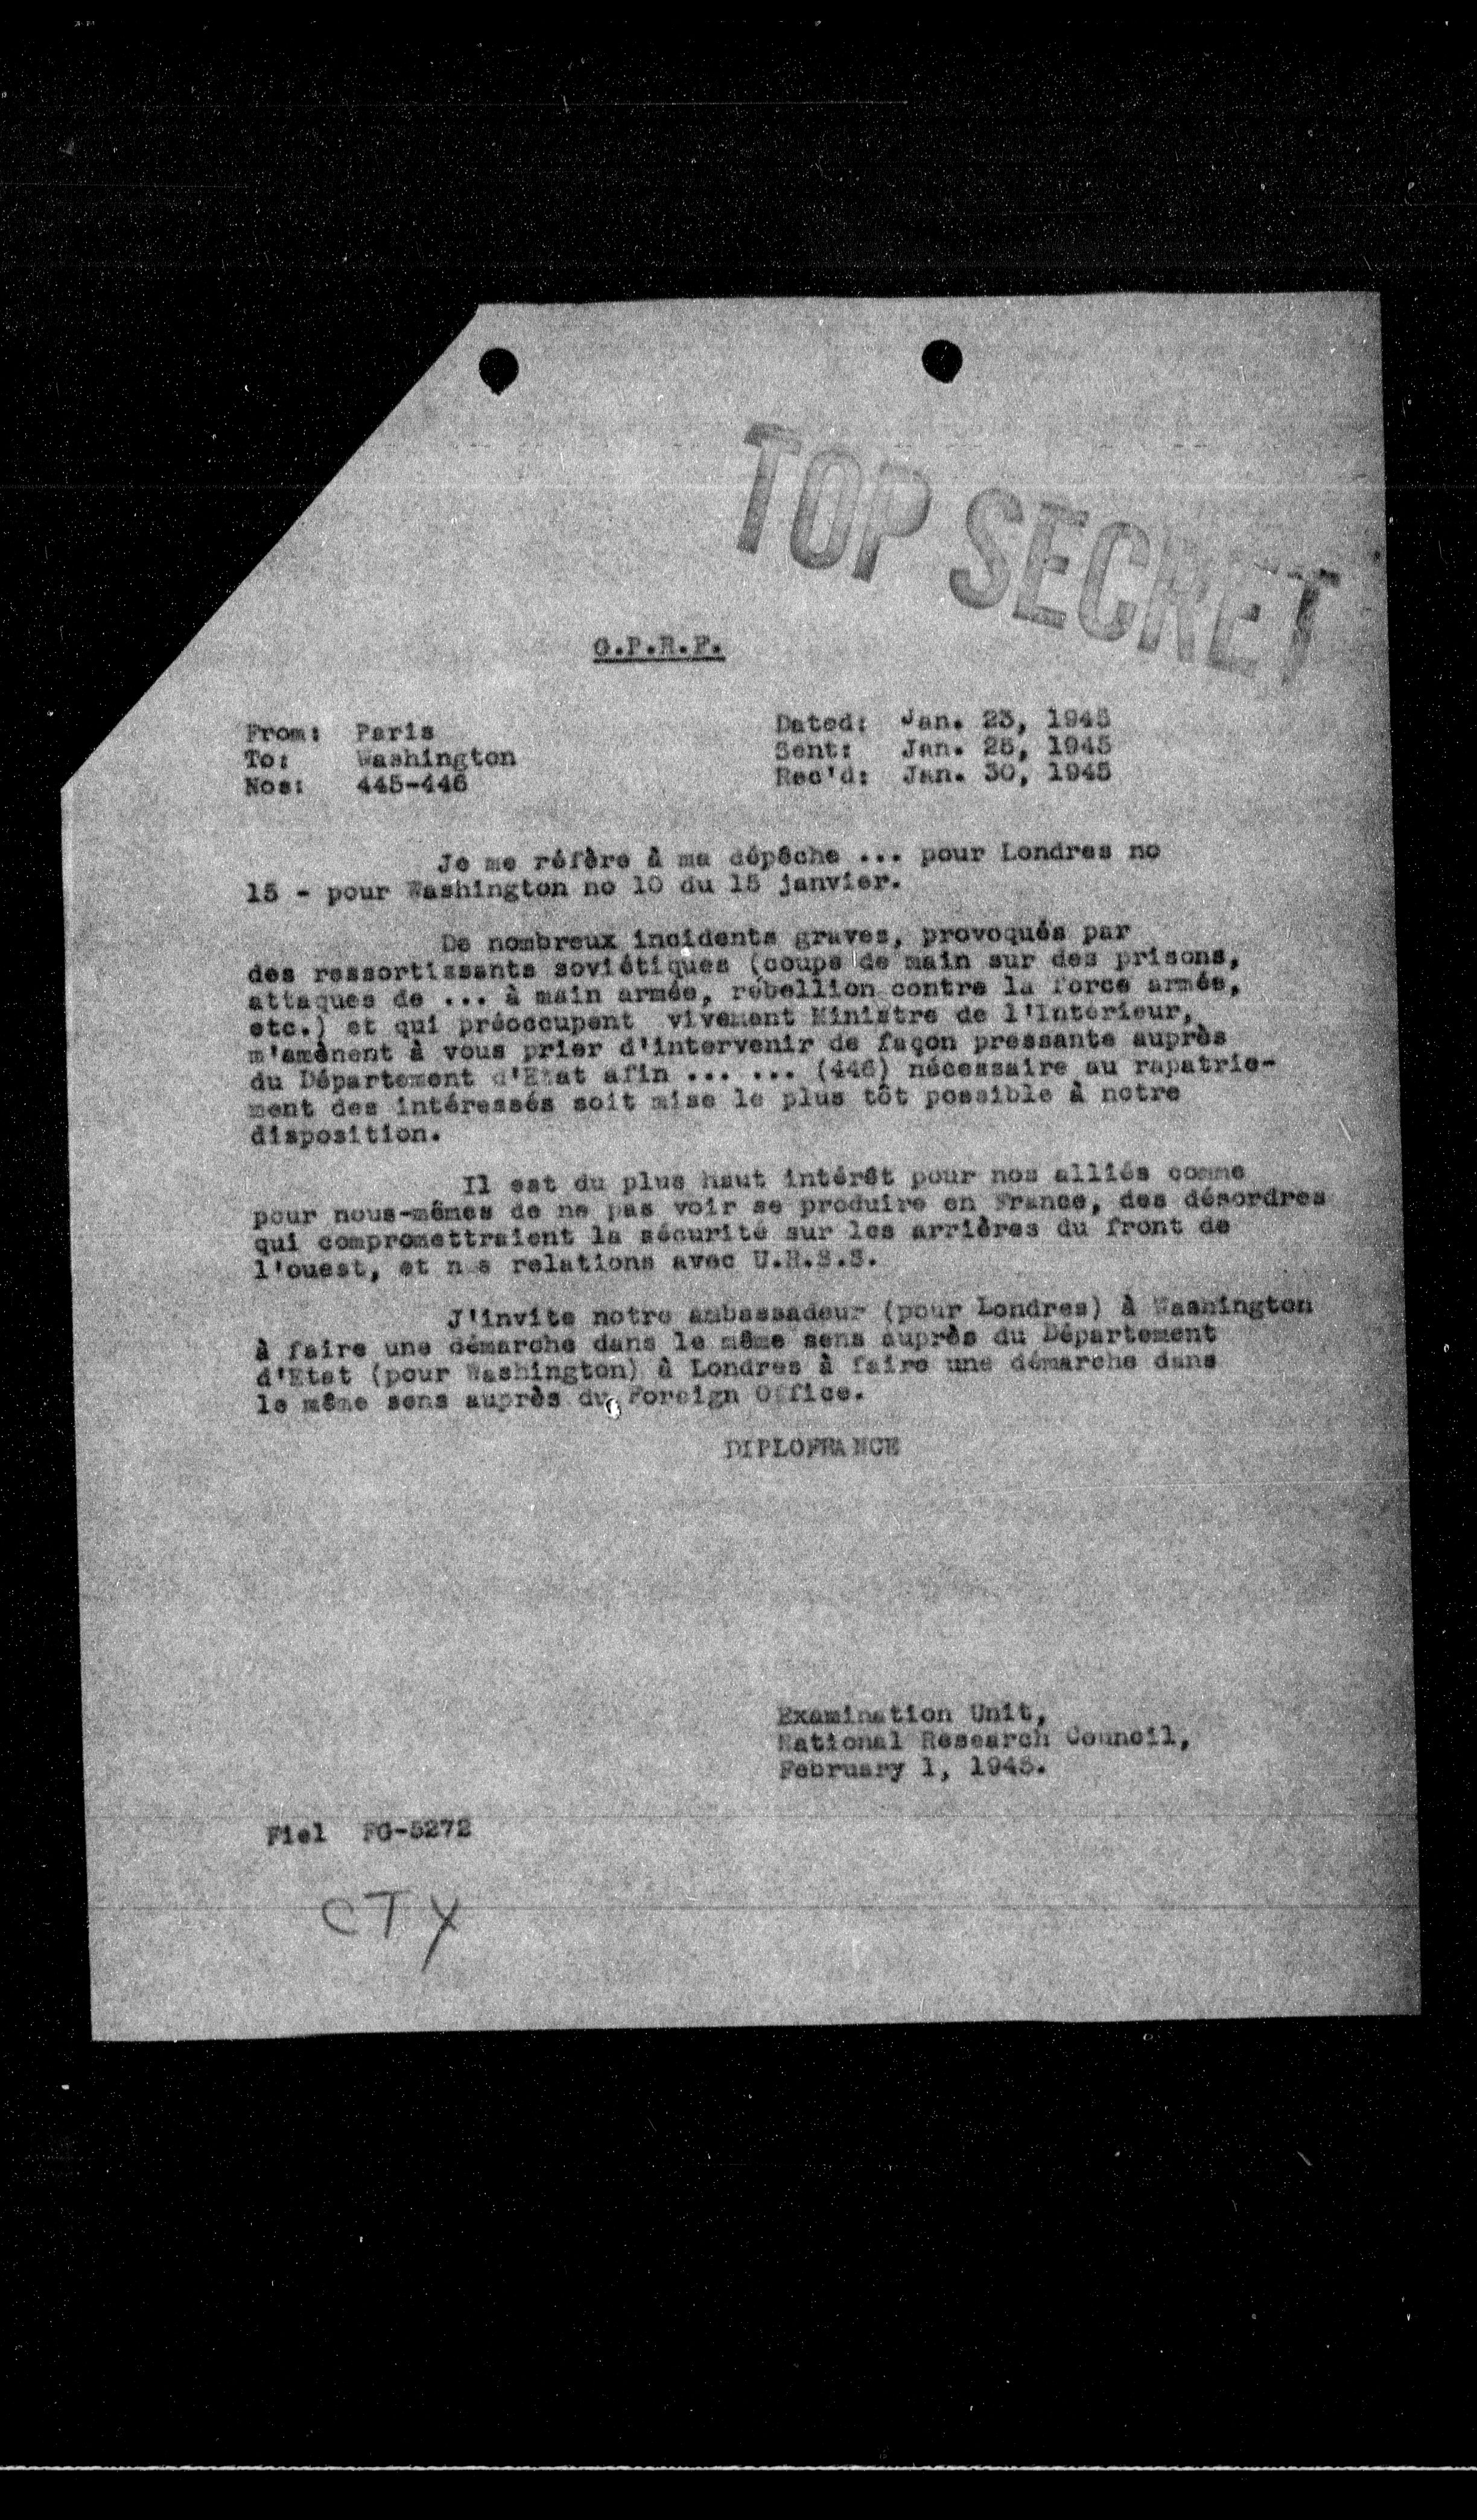 TOP SECRET
G.P.R.F.
From: Paris
To: Washington
Nos: 445-446
Dated: Jan. 23, 1945
Sent: Jan. 25, 1945
Rec'd: Jan. 30, 1945
Je me réfère à ma dépêche ... pour Londres no
15 - pour Washington no 10 du 15 janvier.
De nombreux incidents graves, provoqués par
des ressortissants soviétiques (coups de main sur des prisons,
attaques de ... à main armée, rébellion contre la force armée,
etc.) et qui préoccupent vivement Ministre de l'Intérieur,
m'amènent à vous prier d'intervenir de façon pressante auprès
du Département d'Etat afin ... ... (446) nécessaire au rapatrie-
ment des intéressés soit mise le plus tôt possible à notre
disposition.
Il est du plus haut intérêt pour nos alliés comme
pour nous-mêmes de ne pas voir se produire en France, des désordres
qui compromettraient la sécurité sur les arrières du front de
l'ouest, et n s relations avec U.R.S.S.
J'invite notre ambassadeur (pour Londres) à Washington
à faire une démarche dans le même sens auprès du Département
d'Etat (pour Washington) à Londres à faire une démarche dans
le même sens auprès du Foreign Office.
DIPLOFRANCE
Examination Unit,
National Research Council,
February 1, 1945.
Fiel FG-5272
CTY